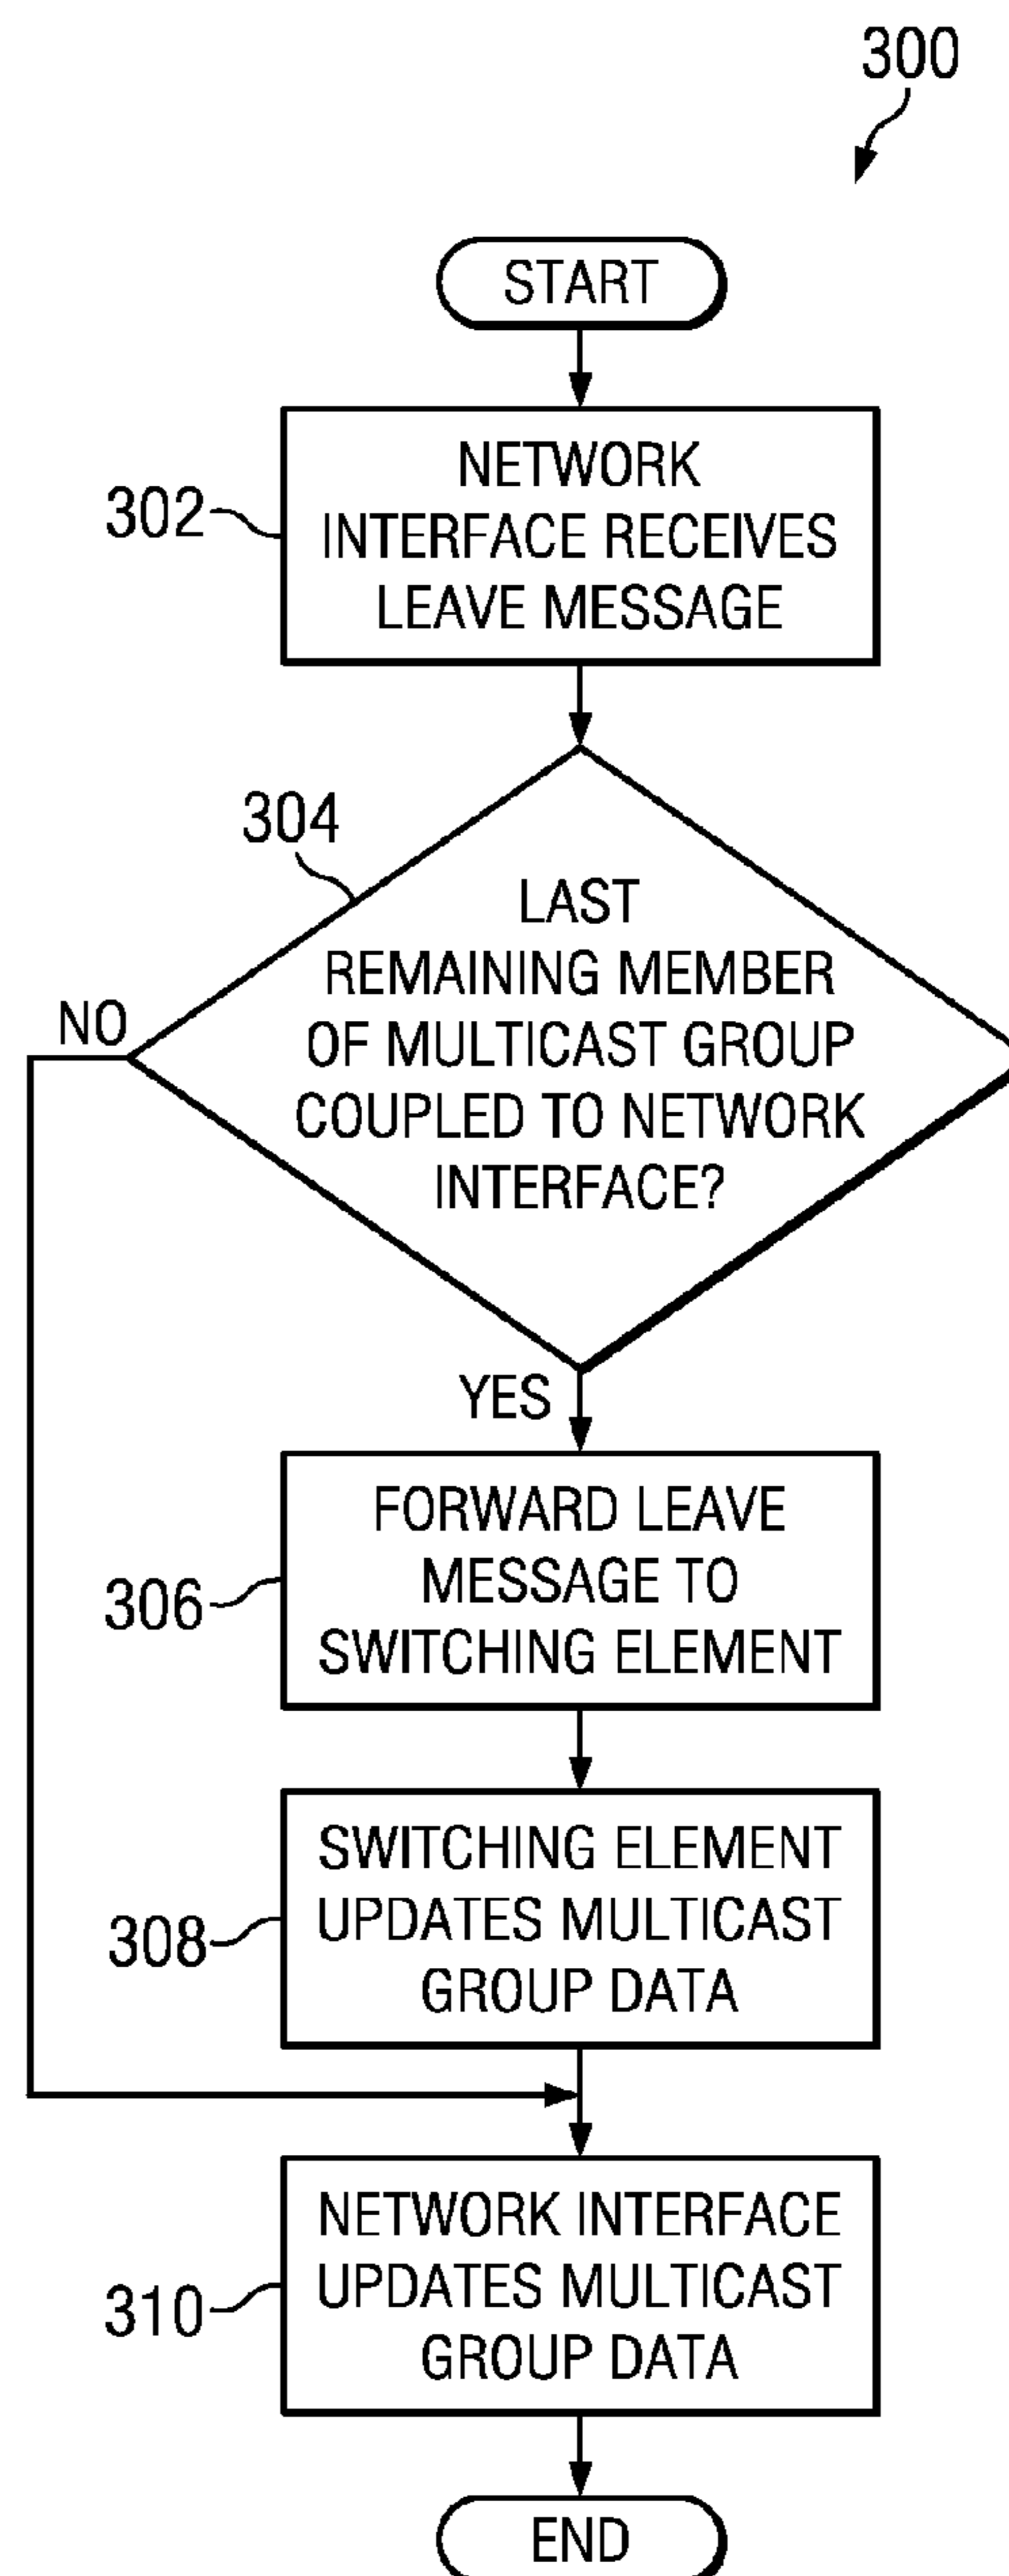 300
START
302
NETWORK
INTERFACE RECEIVES
LEAVE MESSAGE
304
LAST
REMAINING MEMBER
OF MULTICAST GROUP
COUPLED TO NETWORK
INTERFACE?
NO
YES
306
FORWARD LEAVE
MESSAGE TO
SWITCHING ELEMENT
308
SWITCHING ELEMENT
UPDATES MULTICAST
GROUP DATA
310
NETWORK INTERFACE
UPDATES MULTICAST
GROUP DATA
END